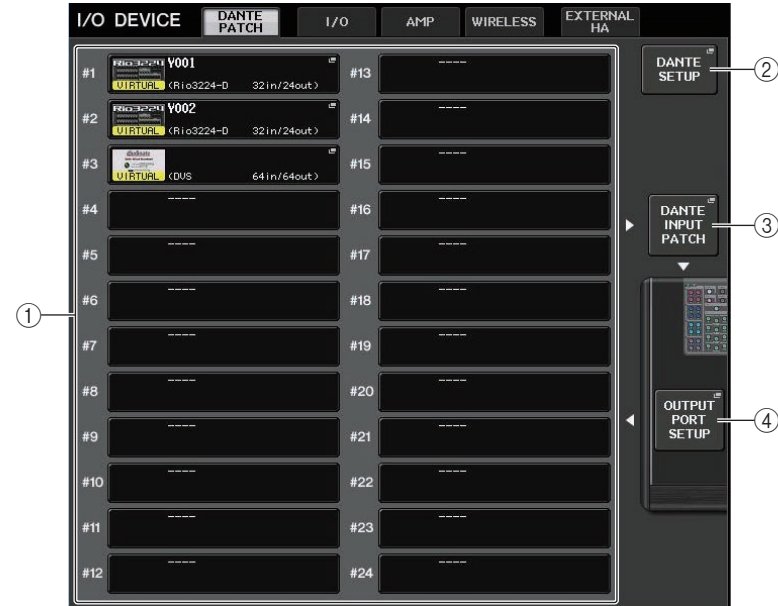 I/O DEVICE
DANTE
PATCH
I/O
AMP
WIRELESS
EXTERNAL
HA
#1
Y001
VIRTUAL
(Rio3224-D 32in/24out)
#2
Y002
VIRTUAL
(Rio3224-D 32in/24out)
#3
VIRTUAL
(DVS 64in/64out)
#4
----
#5
----
#6
----
#7
----
#8
----
#9
----
#10
----
#11
----
#12
----
#13
----
#14
----
#15
----
#16
----
#17
----
#18
----
#19
----
#20
----
#21
----
#22
----
#23
----
#24
----
DANTE
SETUP
DANTE
INPUT
PATCH
OUTPUT
PORT
SETUP
①
②
③
④